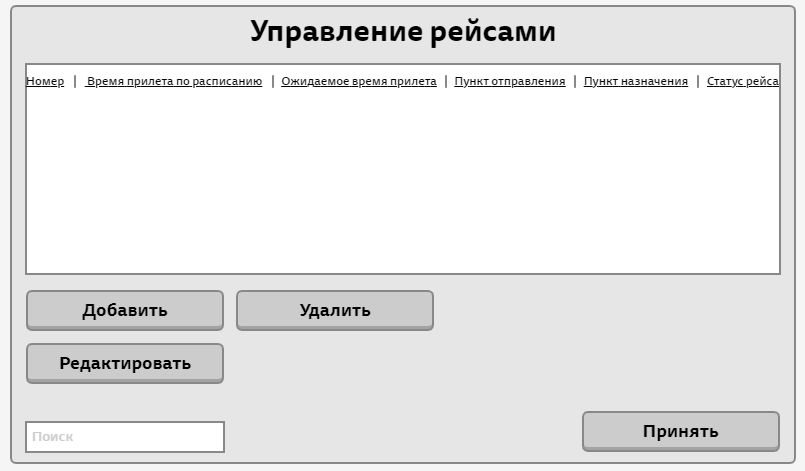 Управление рейсами
Номер | Время прилета по расписанию | Ожидаемое время прилета | Пункт отправления | Пункт назначения | Статус рейса
Добавить Удалить
Редактировать
Поиск Принять